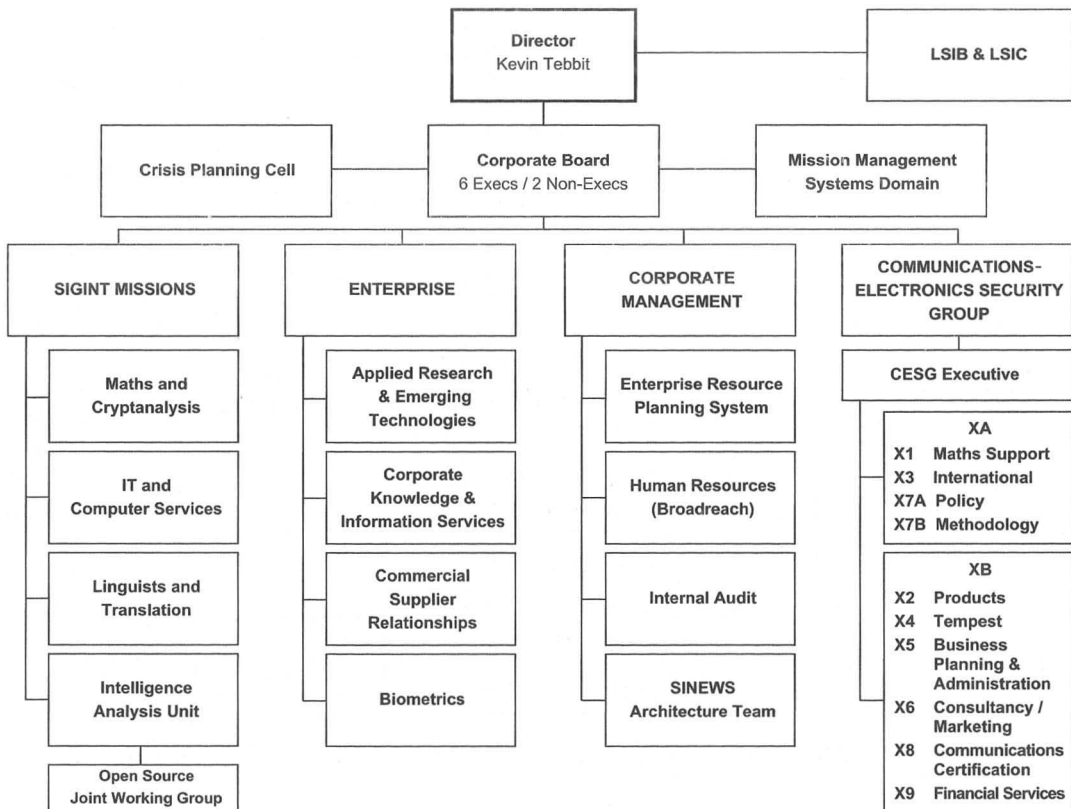 Director
Kevin Tebbit
LSIB & LSIC
Crisis Planning Cell
Corporate Board
6 Execs / 2 Non-Execs
Mission Management
Systems Domain
SIGINT MISSIONS
Maths and
Cryptanalysis
IT and
Computer Services
Linguists and
Translation
Intelligence
Analysis Unit
Open Source
Joint Working Group
ENTERPRISE
Applied Research
& Emerging
Technologies
Corporate
Knowledge &
Information Services
Commercial
Supplier
Relationships
Biometrics
CORPORATE
MANAGEMENT
Enterprise Resource
Planning System
Human Resources
(Broadreach)
Internal Audit
SINEWS
Architecture Team
COMMUNICATIONS-
ELECTRONICS SECURITY
GROUP
CESG Executive
XA
X1 Maths Support
X3 International
X7A Policy
X7B Methodology
XB
X2 Products
X4 Tempest
X5 Business
Planning &
Administration
X6 Consultancy /
Marketing
X8 Communications
Certification
X9 Financial Services